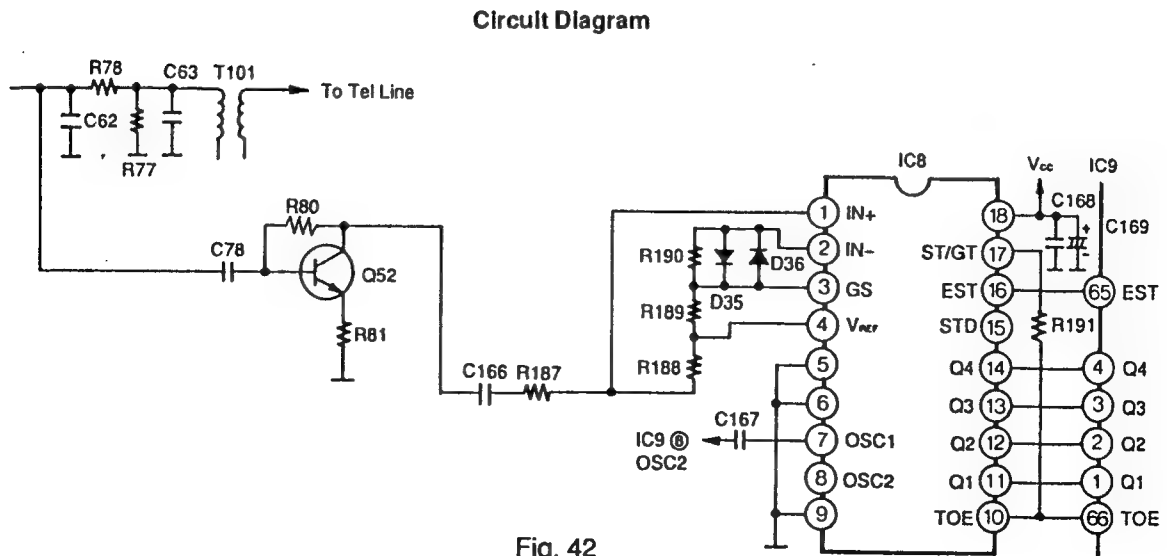 Circuit Diagram
R78 C63 T101
To Tel Line
C62
R77
R80
C78
Q52
R81
C166 R187
IC8
Vcc IC9
C168
C169
1 IN+
2 IN-
3 GS
4 VREF
5
6
7 OSC1
8 OSC2
9
R190
D36
D35
R189
R188
C167
IC9 ⑧
OSC2
18
ST/GT 17
EST 16
STD 15
Q4 14
Q3 13
Q2 12
Q1 11
TOE 10
R191
65 EST
4 Q4
3 Q3
2 Q2
1 Q1
66 TOE
+
-
Fig. 42